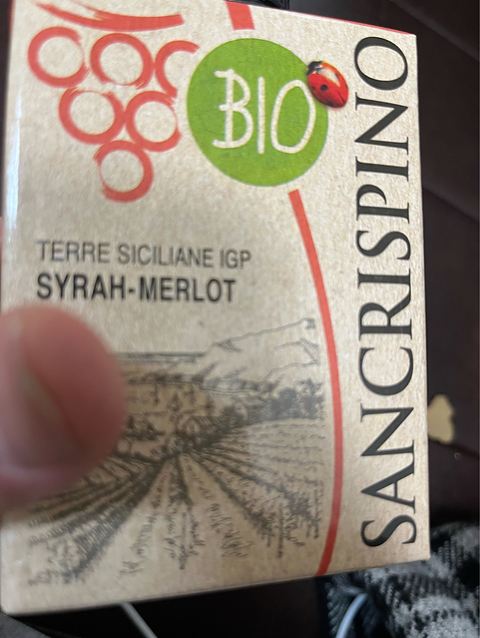 BIO
TERRE SICILIANE IGP
SYRAH-MERLOT
SANCRISPINO